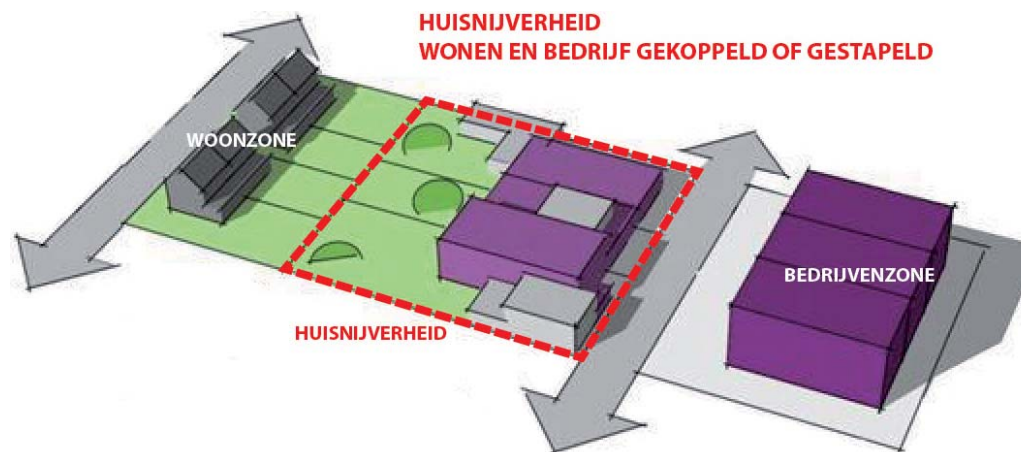 HUISNIJVERHEID
WONEN EN BEDRIJF GEKOPPELD OF GESTAPELD
WOONZONE
BEDRIJVENZONE
HUISNIJVERHEID